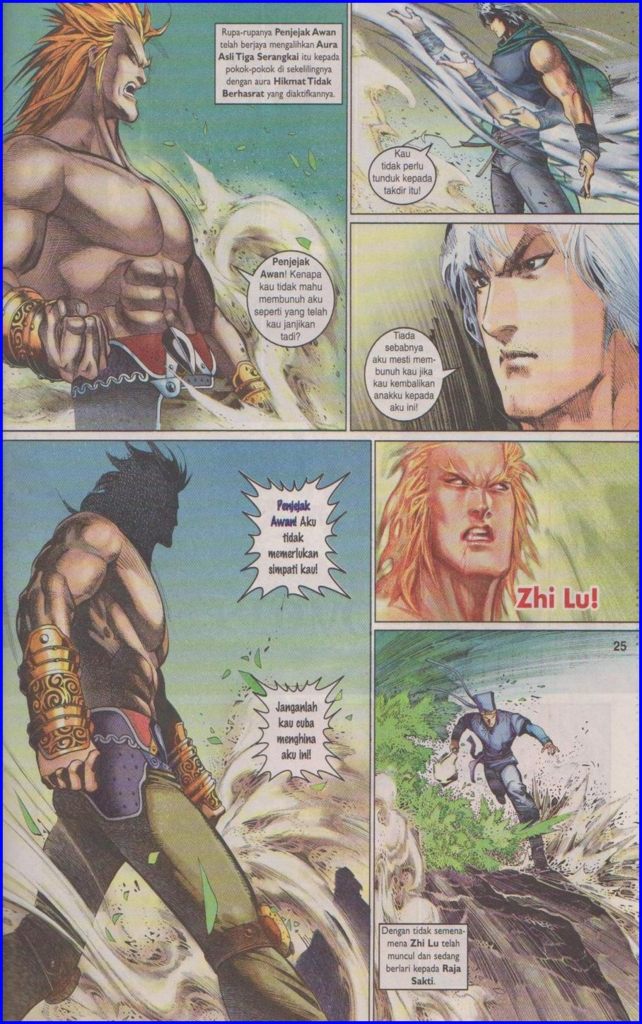 Rupa-rupanya Penjejak Awan
telah berjaya mengalihkan Aura
Asli Tiga Serangkai itu kepada
pokok-pokok di sekelilingnya
dengan aura Hikmat Tidak
Berhasrat yang diaktifkannya.
Penjejak
Awan! Kenapa
kau tidak mahu
membunuh aku
seperti yang telah
kau janjikan
tadi?
Kau
tidak perlu
tunduk kepada
takdir itu!
Tiada
sebabnya
aku mesti mem-
bunuh kau jika
kau kembalikan
anakku kepada
aku ini!
Penjejak
Awan! Aku
tidak
memerlukan
simpati kau!
Janganlah
kau cuba
menghina
aku ini!
Zhi Lu!
25
Dengan tidak semena-
mena Zhi Lu telah
muncul dan sedang
berlari kepada Raja
Sakti.